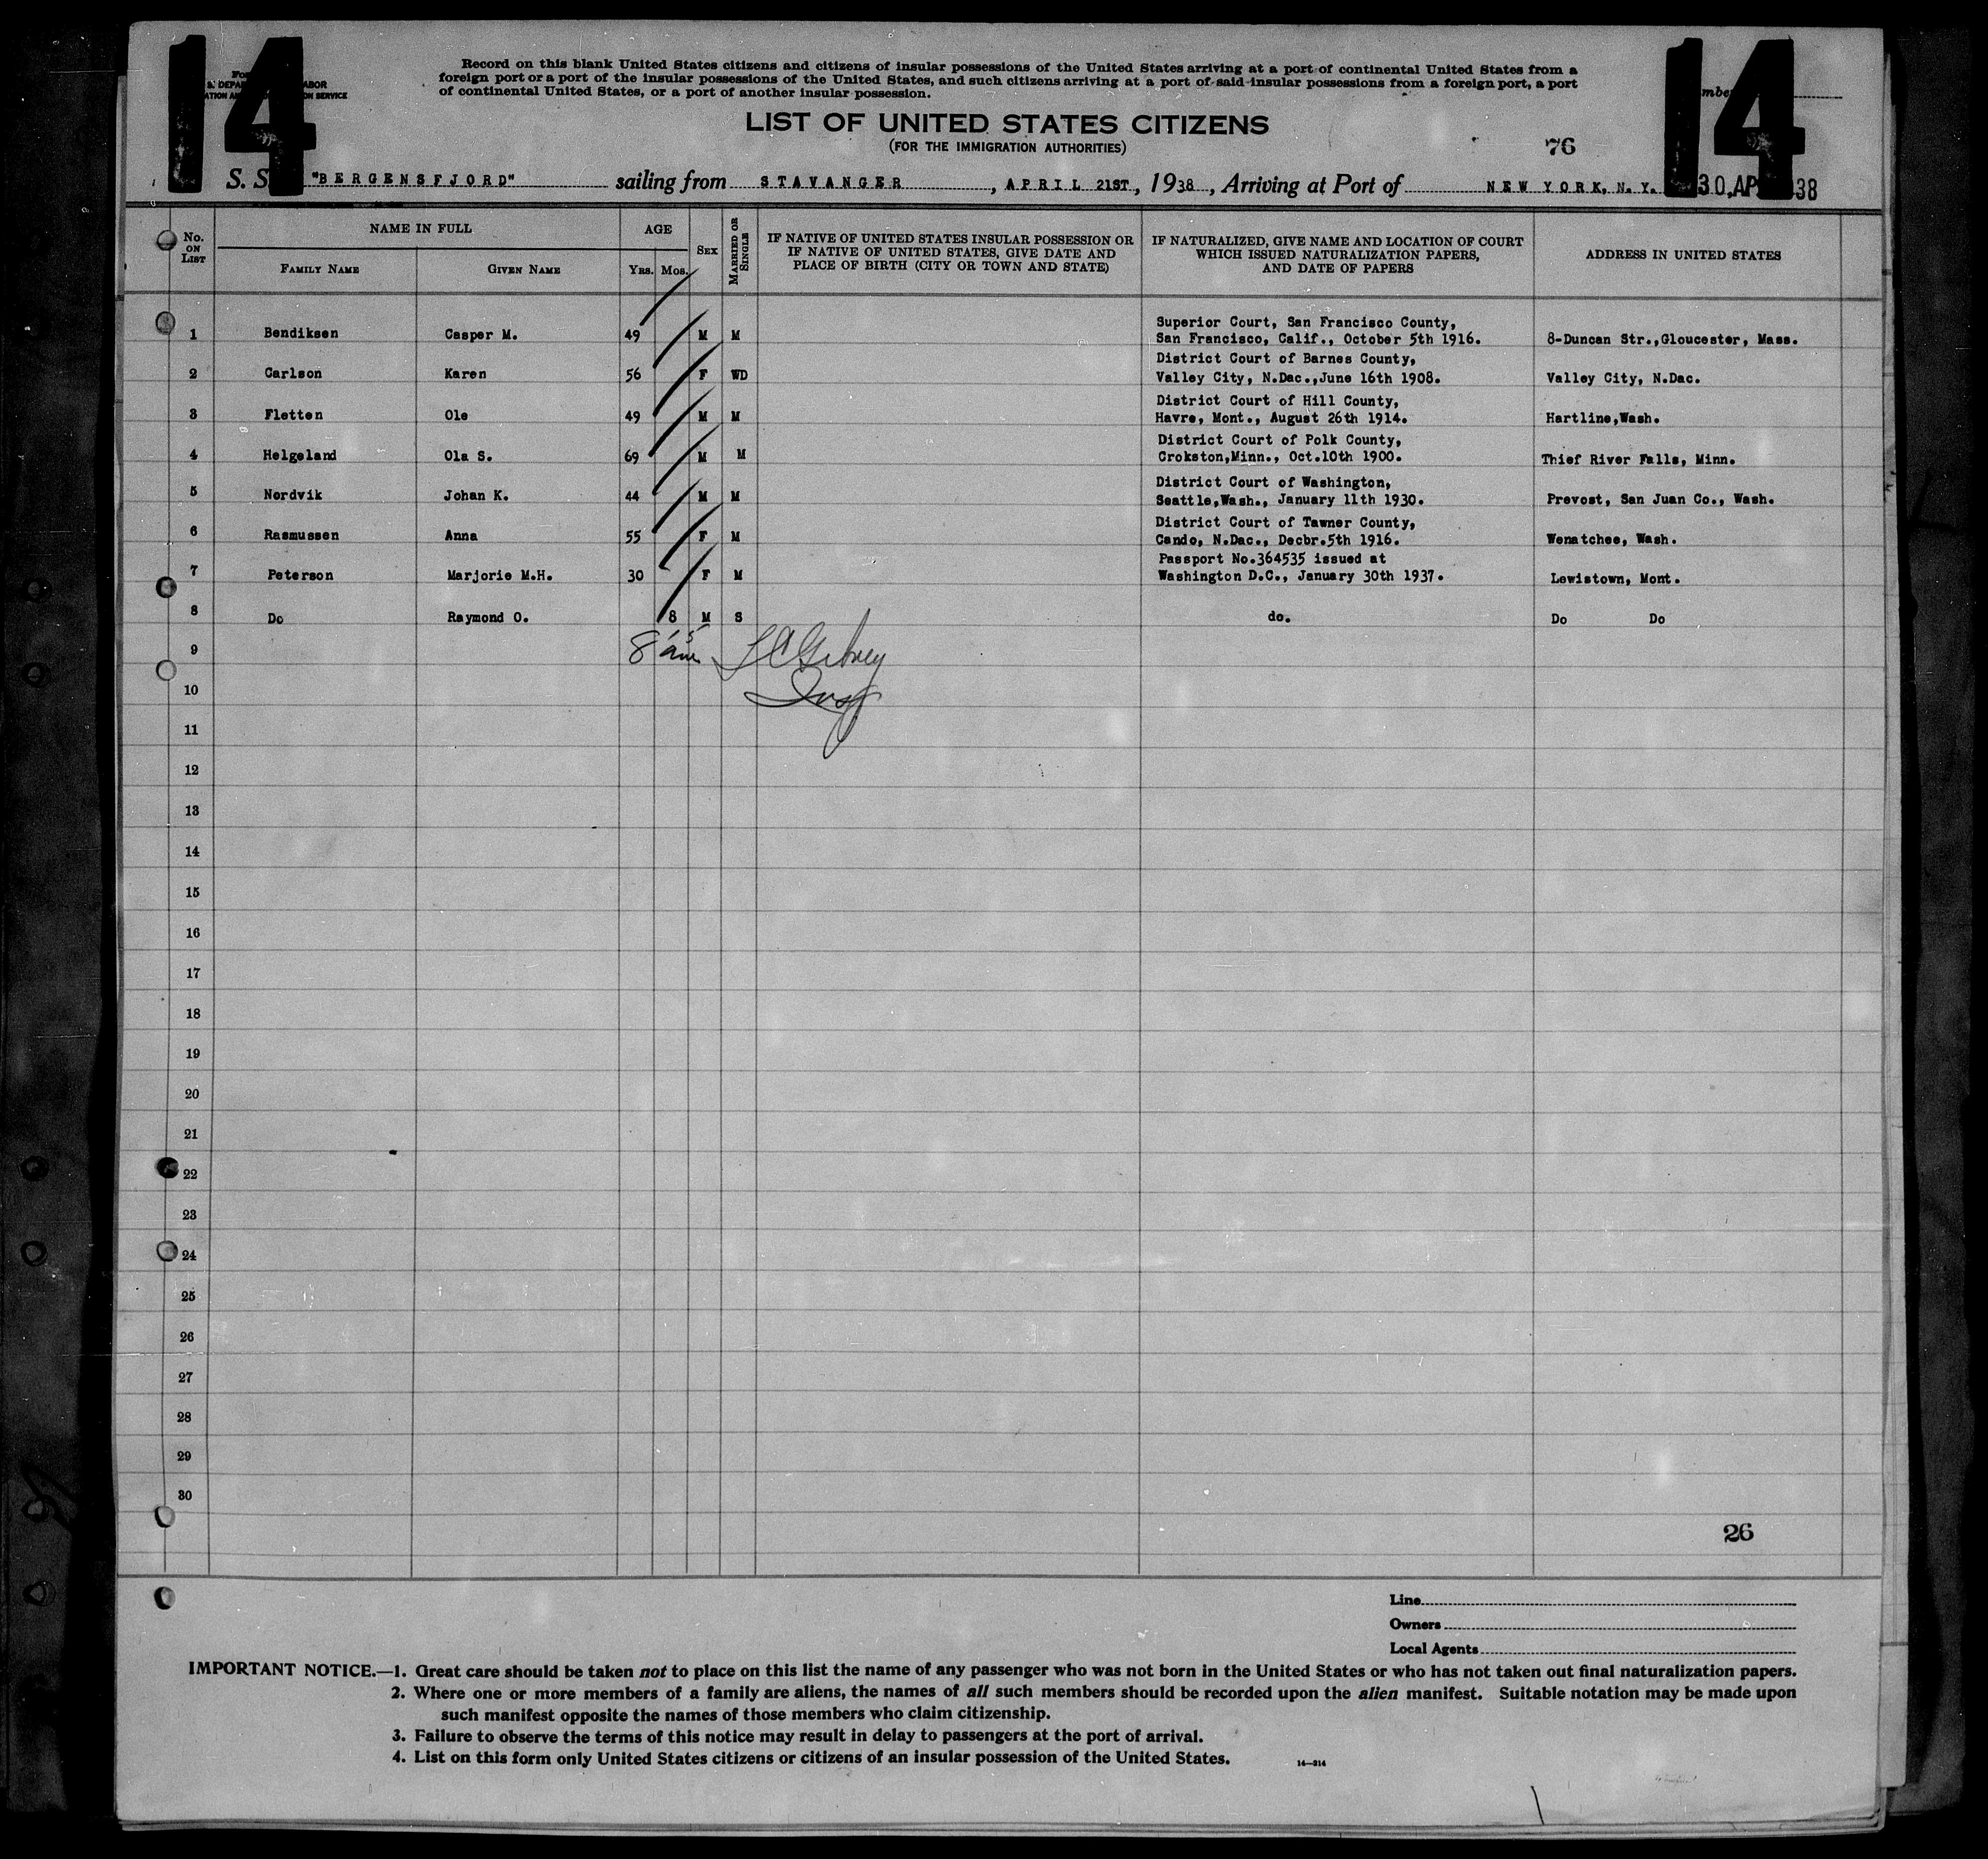 14
14
Record on this blank United States citizens and citizens of insular possessions of the United States arriving at a port of continental United States from a
foreign port or a port of the insular possessions of the United States, and such citizens arriving at a port of said insular possessions from a foreign port, a port
of continental United States, or a port of another insular possession.
LIST OF UNITED STATES CITIZENS
(FOR THE IMMIGRATION AUTHORITIES)
76
S. S. "BERGENSFJORD" sailing from STAVANGER, APRIL 21ST, 1938, Arriving at Port of NEW YORK, N. Y. 30 AP 38
No. ON LIST NAME IN FULL AGE SEX MARRIED OR SINGLE IF NATIVE OF UNITED STATES INSULAR POSSESSION OR IF NATIVE OF UNITED STATES, GIVE DATE AND PLACE OF BIRTH (CITY OR TOWN AND STATE) IF NATURALIZED, GIVE NAME AND LOCATION OF COURT WHICH ISSUED NATURALIZATION PAPERS, AND DATE OF PAPERS ADDRESS IN UNITED STATES
FAMILY NAME GIVEN NAME YRS. MOS.
Superior Court, San Francisco County,
1 Bendiksen Casper M. 49 M M San Francisco, Calif., October 5th 1916. 8-Duncan Str.,Gloucester, Mass.
District Court of Barnes County,
2 Carlson Karen 56 F WD Valley City, N.Dac.,June 16th 1908. Valley City, N.Dac.
District Court of Hill County,
3 Fletten Ole 49 M M Havre, Mont., August 26th 1914. Hartline,Wash.
District Court of Polk County,
4 Helgeland Ola S. 69 M M Crokston,Minn., Oct.10th 1900. Thief River Falls, Minn.
District Court of Washington,
5 Nordvik Johan K. 44 M M Seattle,Wash., January 11th 1930. Prevost, San Juan Co., Wash.
District Court of Tawner County,
6 Rasmussen Anna 55 F M Cando, N.Dac., Decbr.5th 1916. Wenatchee, Wash.
Passport No.364535 issued at
7 Peterson Marjorie M.H. 30 F M Washington D.C., January 30th 1937. Lewistown, Mont.
8 Do Raymond O. 8 M S do. Do Do
9 8
10 Insp
11
12
13
14
15
16
17
18
19
20
21
22
23
24
25
26
27
28
29
30
26
Line
Owners
Local Agents
IMPORTANT NOTICE.—1. Great care should be taken not to place on this list the name of any passenger who was not born in the United States or who has not taken out final naturalization papers.
2. Where one or more members of a family are aliens, the names of all such members should be recorded upon the alien manifest. Suitable notation may be made upon
such manifest opposite the names of those members who claim citizenship.
3. Failure to observe the terms of this notice may result in delay to passengers at the port of arrival.
4. List on this form only United States citizens or citizens of an insular possession of the United States.
14—214